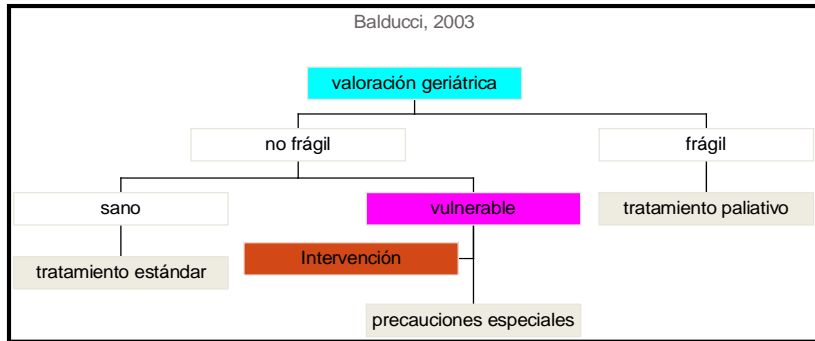 Balducci, 2003
valoración geriátrica
no frágil
frágil
sano
vulnerable
tratamiento paliativo
Intervención
tratamiento estándar
precauciones especiales